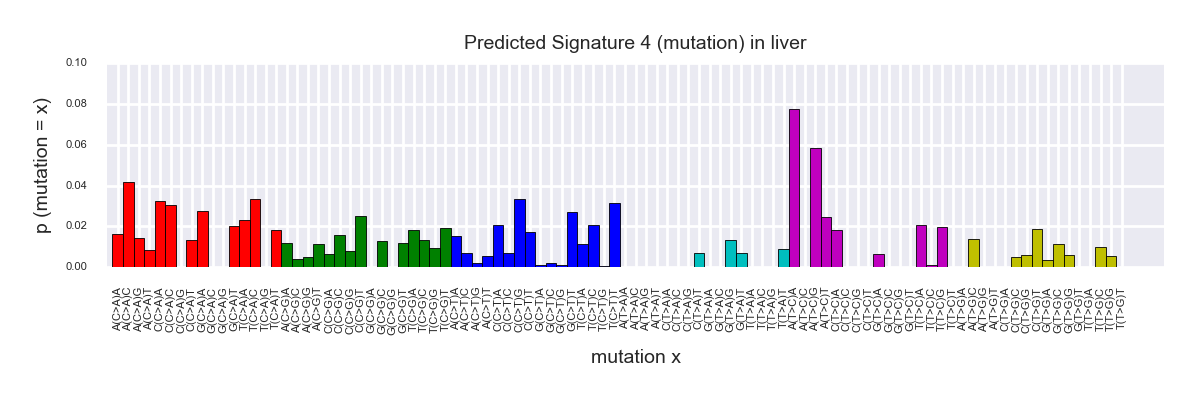 Predicted Signature 4 (mutation) in liver
p (mutation = x)
0.10
0.08
0.06
0.04
0.02
0.00
A(C>A)A
A(C>A)C
A(C>A)G
A(C>A)T
C(C>A)A
C(C>A)C
C(C>A)G
C(C>A)T
G(C>A)A
G(C>A)C
G(C>A)G
G(C>A)T
T(C>A)A
T(C>A)C
T(C>A)G
T(C>A)T
A(C>G)A
A(C>G)C
A(C>G)G
A(C>G)T
C(C>G)A
C(C>G)C
C(C>G)G
C(C>G)T
G(C>G)A
G(C>G)C
G(C>G)G
G(C>G)T
T(C>G)A
T(C>G)C
T(C>G)G
T(C>G)T
A(C>T)A
A(C>T)C
A(C>T)G
A(C>T)T
C(C>T)A
C(C>T)C
C(C>T)G
C(C>T)T
G(C>T)A
G(C>T)C
G(C>T)G
G(C>T)T
T(C>T)A
T(C>T)C
T(C>T)G
T(C>T)T
A(T>A)A
A(T>A)C
A(T>A)G
A(T>A)T
C(T>A)A
C(T>A)C
C(T>A)G
C(T>A)T
G(T>A)A
G(T>A)C
G(T>A)G
G(T>A)T
T(T>A)A
T(T>A)C
T(T>A)G
T(T>A)T
A(T>C)A
A(T>C)C
A(T>C)G
A(T>C)T
C(T>C)A
C(T>C)C
C(T>C)G
C(T>C)T
G(T>C)A
G(T>C)C
G(T>C)G
G(T>C)T
T(T>C)A
T(T>C)C
T(T>C)G
T(T>C)T
A(T>G)A
A(T>G)C
A(T>G)G
A(T>G)T
C(T>G)A
C(T>G)C
C(T>G)G
C(T>G)T
G(T>G)A
G(T>G)C
G(T>G)G
G(T>G)T
T(T>G)A
T(T>G)C
T(T>G)G
T(T>G)T
mutation x